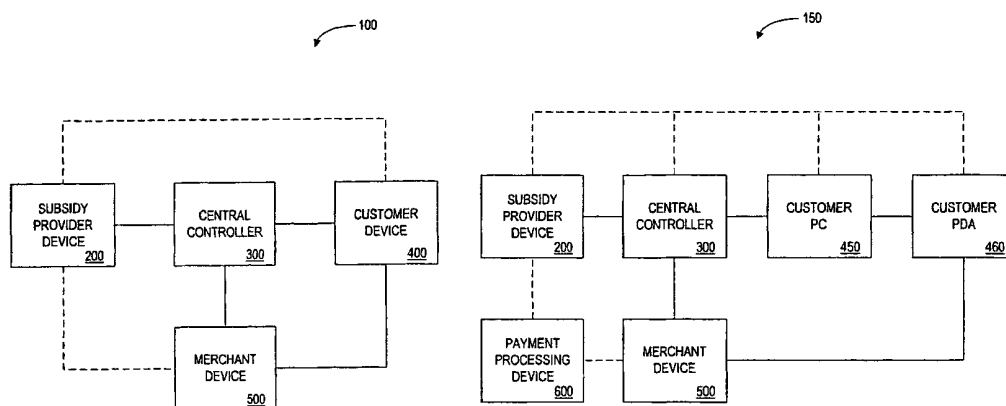 100
SUBSIDY
PROVIDER
DEVICE
200
CENTRAL
CONTROLLER
300
CUSTOMER
DEVICE
400
MERCHANT
DEVICE
500
150
SUBSIDY
PROVIDER
DEVICE
200
CENTRAL
CONTROLLER
300
CUSTOMER
PC
450
CUSTOMER
PDA
460
PAYMENT
PROCESSING
DEVICE
600
MERCHANT
DEVICE
500